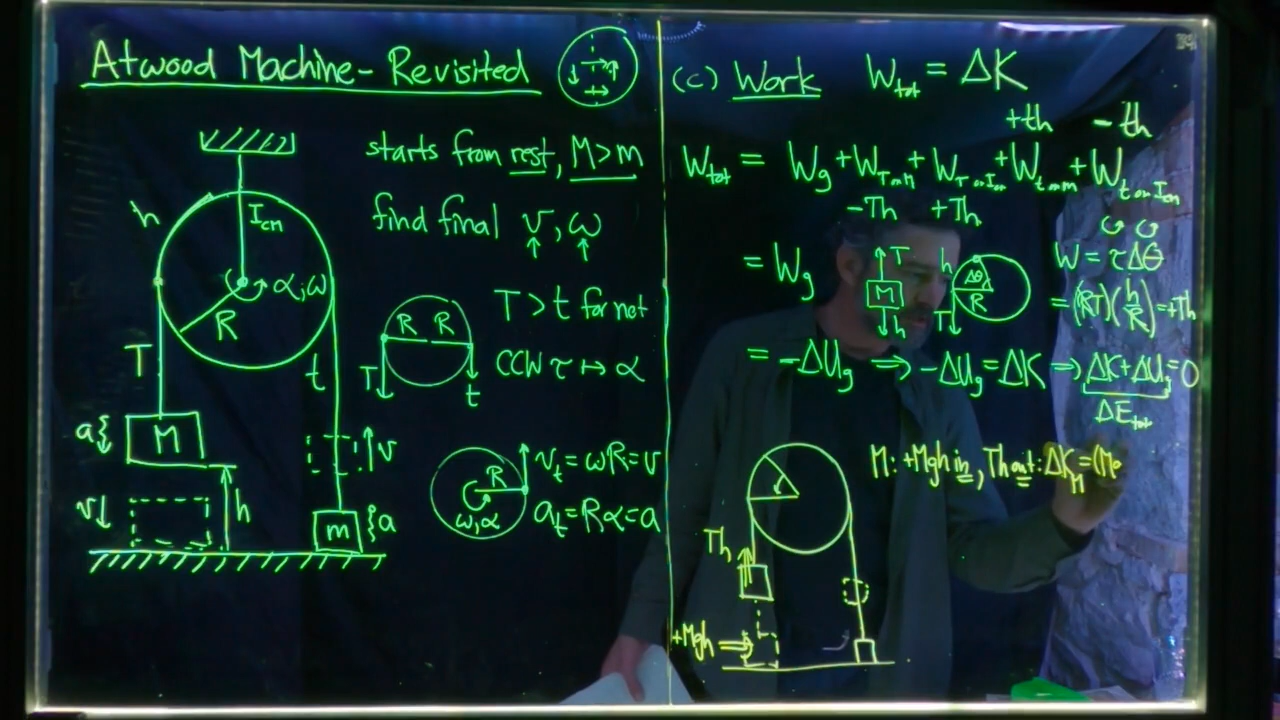 Atwood Machine - Revisited
starts from rest, M>m
find final v, ω
h
I_cm
α, ω
R
T
t
a
M
v
h
v
m
a
R R
T
t
T > t for net
CCW τ ↦ α
R
ω, α
v_t = ωR = v
a_t = Rα = a
(c) Work W_tot = ΔK
+th -th
W_tot = W_g + W_T on M + W_T on I_cm + W_t on m + W_t on I_cm
-Th +Th
= W_g
T
M
↓h
h
Δθ
R
T
W = τΔθ
= (RT)(h/R) = +Th
= -ΔU_g ⟹ -ΔU_g = ΔK ⟹ ΔK + ΔU_g = 0
ΔE_tot
M: +Mgh in, Th out: ΔK_M = (M
Th
+Mgh